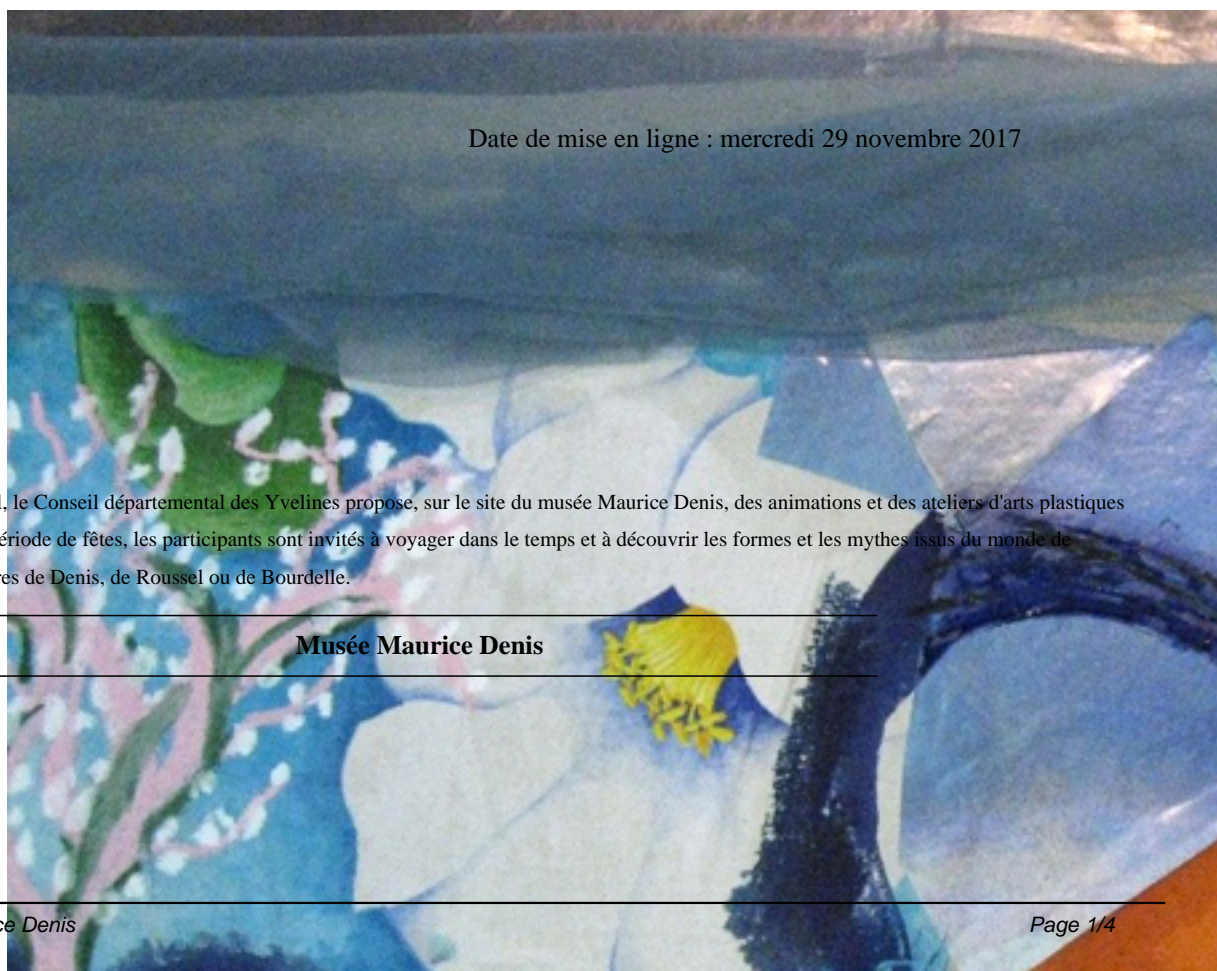 Date de mise en ligne : mercredi 29 novembre 2017
, le Conseil départemental des Yvelines propose, sur le site du musée Maurice Denis, des animations et des ateliers d'arts plastiques
ériode de fêtes, les participants sont invités à voyager dans le temps et à découvrir les formes et les mythes issus du monde de
res de Denis, de Roussel ou de Bourdelle.
Musée Maurice Denis
ce Denis
Page 1/4